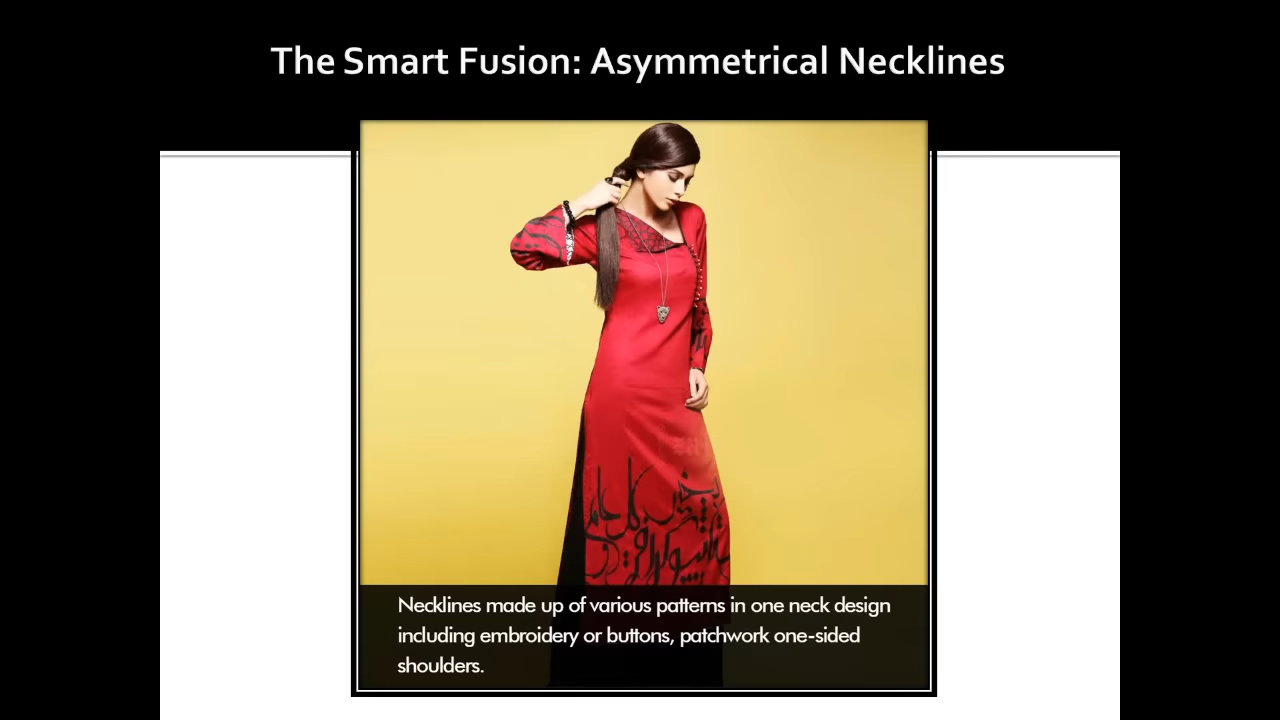 The Smart Fusion: Asymmetrical Necklines
Necklines made up of various patterns in one neck design
including embroidery or buttons, patchwork one-sided
shoulders.